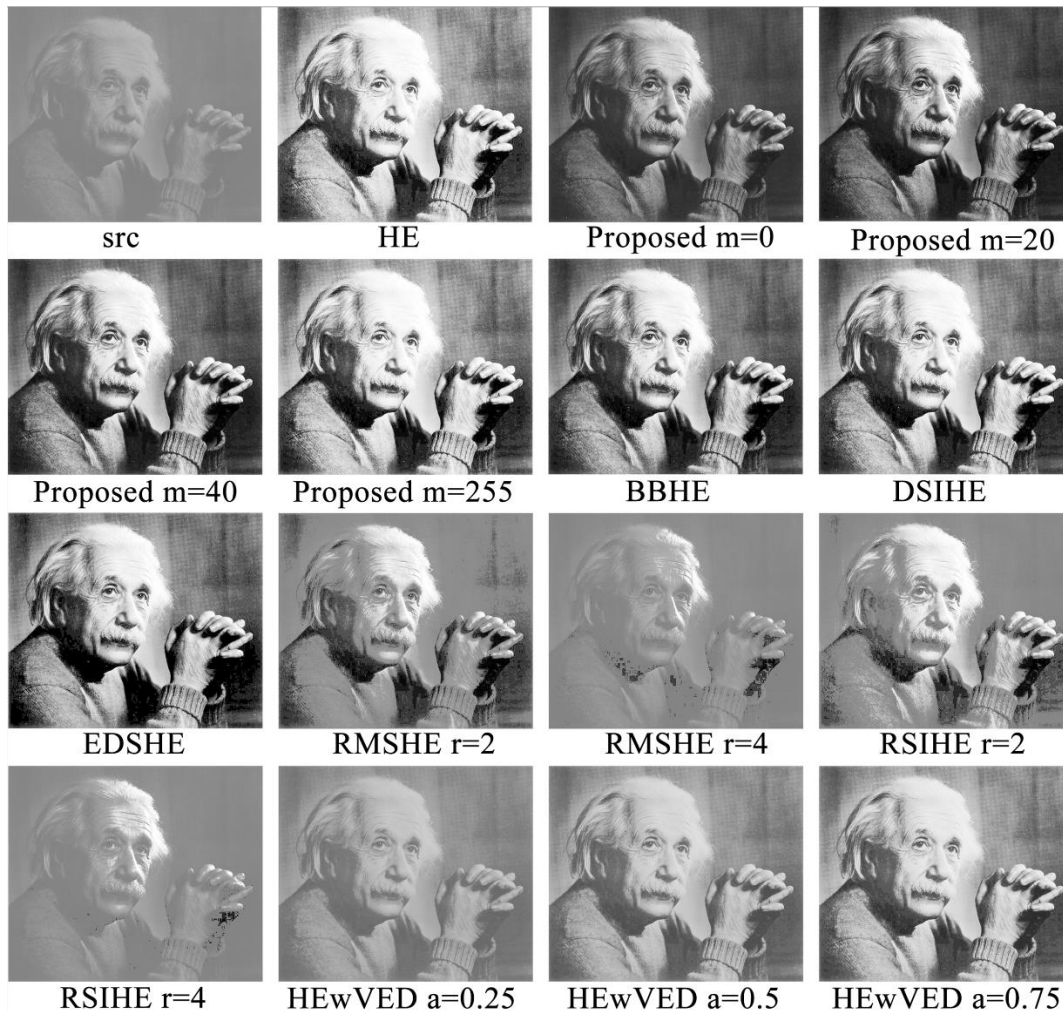 src
HE
Proposed m=0
Proposed m=20
Proposed m=40
Proposed m=255
BBHE
DSIHE
EDSHE
RMSHE r=2
RMSHE r=4
RSIHE r=2
RSIHE r=4
HEwVED a=0.25
HEwVED a=0.5
HEwVED a=0.75